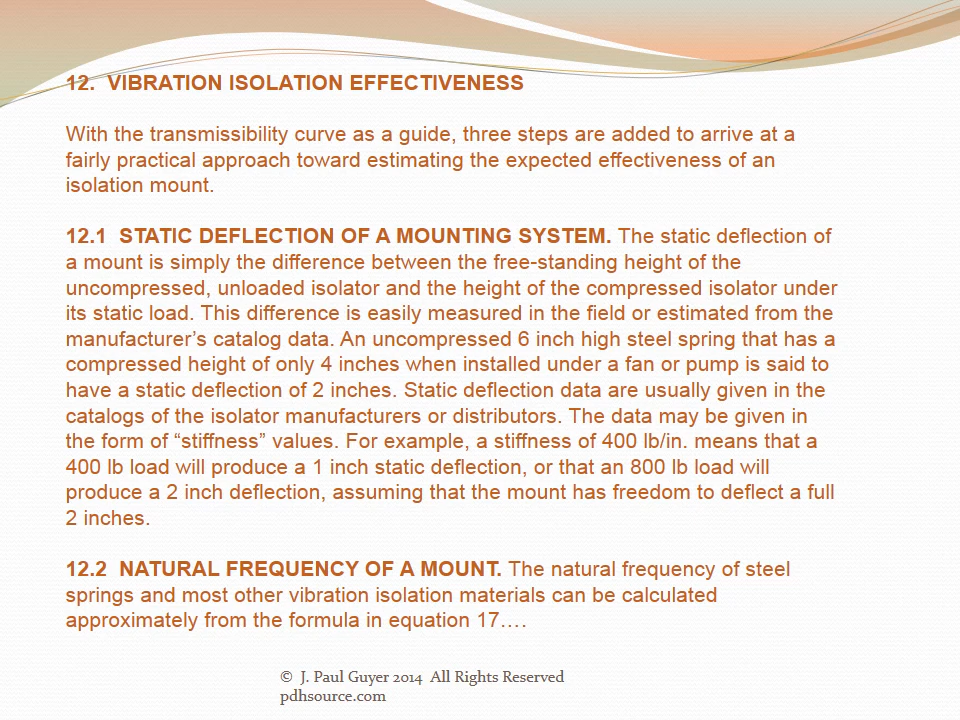 12.  VIBRATION ISOLATION EFFECTIVENESS
With the transmissibility curve as a guide, three steps are added to arrive at a
fairly practical approach toward estimating the expected effectiveness of an
isolation mount.
12.1  STATIC DEFLECTION OF A MOUNTING SYSTEM. The static deflection of
a mount is simply the difference between the free-standing height of the
uncompressed, unloaded isolator and the height of the compressed isolator under
its static load. This difference is easily measured in the field or estimated from the
manufacturer’s catalog data. An uncompressed 6 inch high steel spring that has a
compressed height of only 4 inches when installed under a fan or pump is said to
have a static deflection of 2 inches. Static deflection data are usually given in the
catalogs of the isolator manufacturers or distributors. The data may be given in
the form of “stiffness” values. For example, a stiffness of 400 lb/in. means that a
400 lb load will produce a 1 inch static deflection, or that an 800 lb load will
produce a 2 inch deflection, assuming that the mount has freedom to deflect a full
2 inches.
12.2  NATURAL FREQUENCY OF A MOUNT. The natural frequency of steel
springs and most other vibration isolation materials can be calculated
approximately from the formula in equation 17….
©  J. Paul Guyer 2014  All Rights Reserved
pdhsource.com